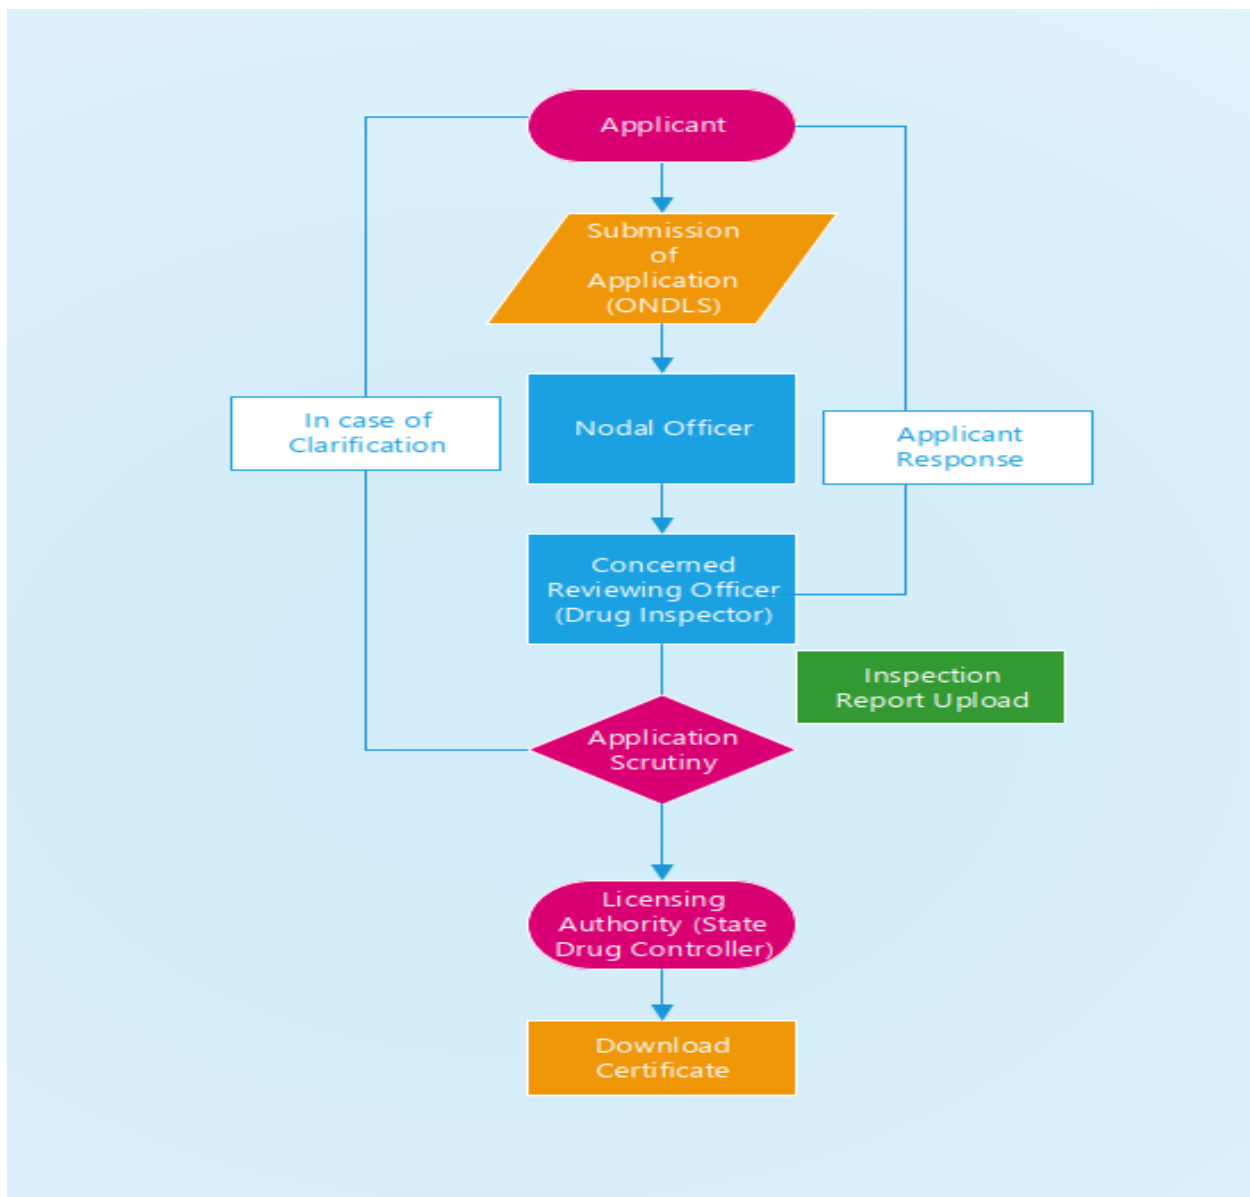 Applicant
Submission
of
Application
(ONDLS)
In case of
Clarification
Nodal Officer
Applicant
Response
Concerned
Reviewing Officer
(Drug Inspector)
Inspection
Report Upload
Application
Scrutiny
Licensing
Authority (State
Drug Controller)
Download
Certificate